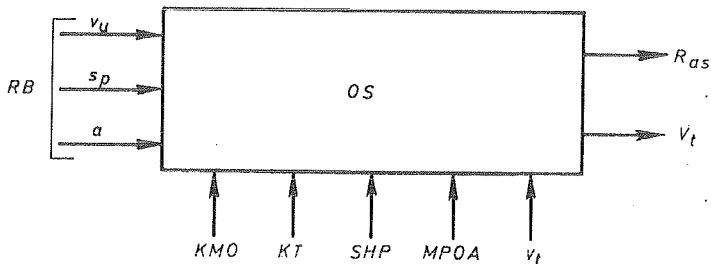 v_u
RB
s_p
OS
a
R_as
V_t
KMO KT SHP MPOA v_t